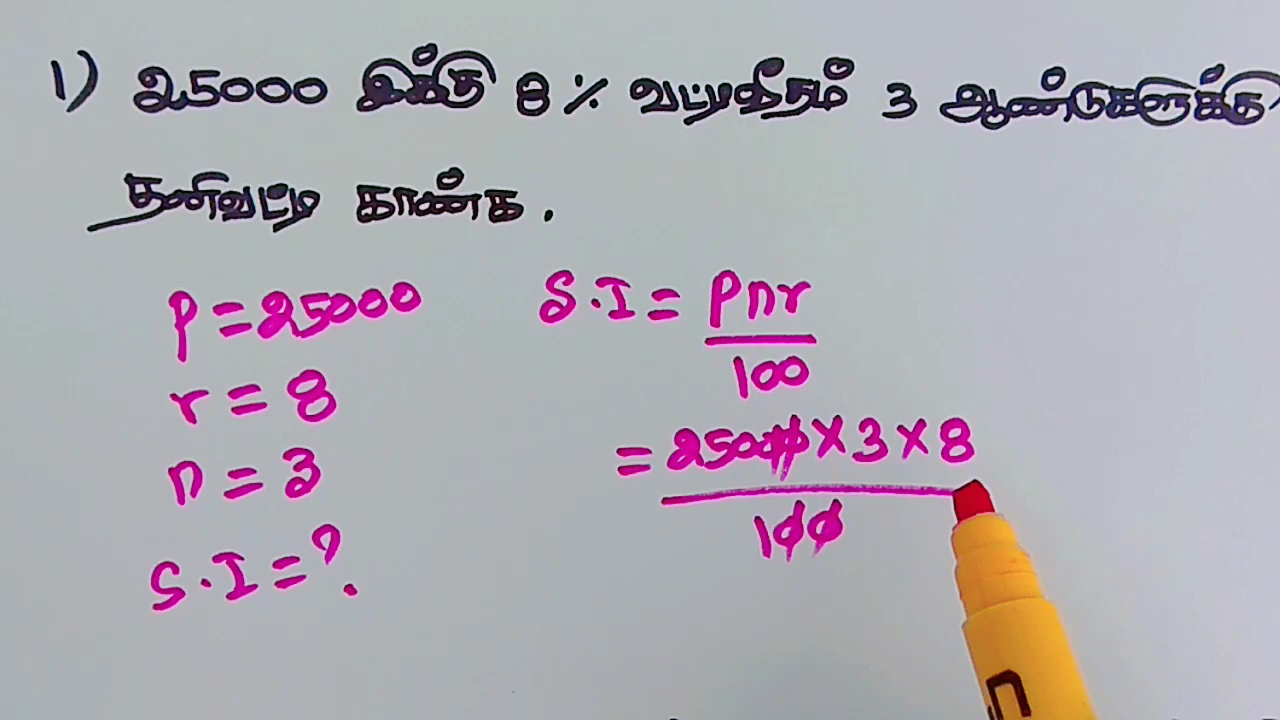 1) 25000 இக்கு 8 % வட்டிவீதம் 3 ஆண்டுகளுக்கு
தனிவட்டி காண்க .
P = 25000
r = 8
n = 3
S.I = ?
S.I = Pnr
100
= 25000 × 3 × 8
100